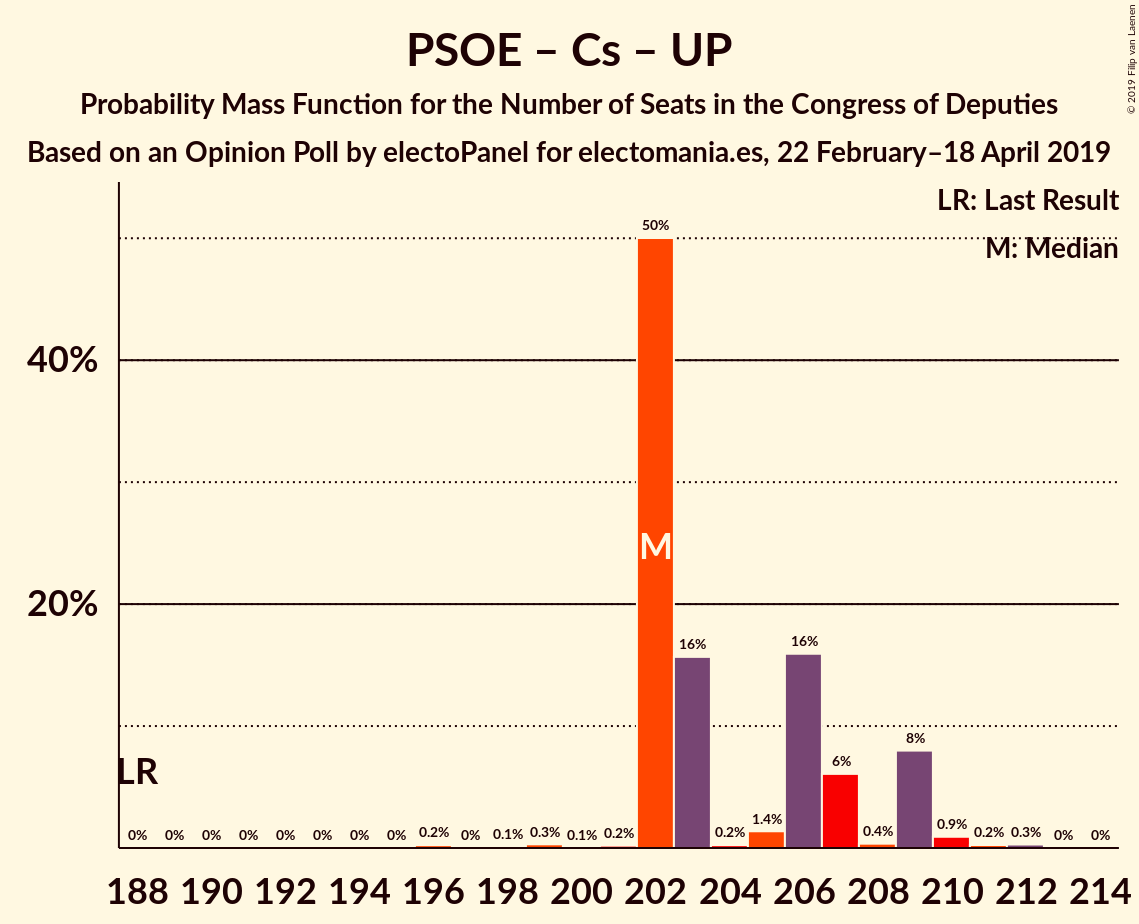 PSOE – Cs – UP
Probability Mass Function for the Number of Seats in the Congress of Deputies
Based on an Opinion Poll by electoPanel for electomania.es, 22 February–18 April 2019
© 2019 Filip van Laenen
LR: Last Result
M: Median
50%
40%
M
20%
16%
16%
8%
6%
LR
0% 0% 0% 0% 0% 0% 0% 0% 0.2% 0% 0.1% 0.3% 0.1% 0.2% 0.2% 1.4% 0.4% 0.9% 0.2% 0.3% 0% 0%
188 190 192 194 196 198 200 202 204 206 208 210 212 214